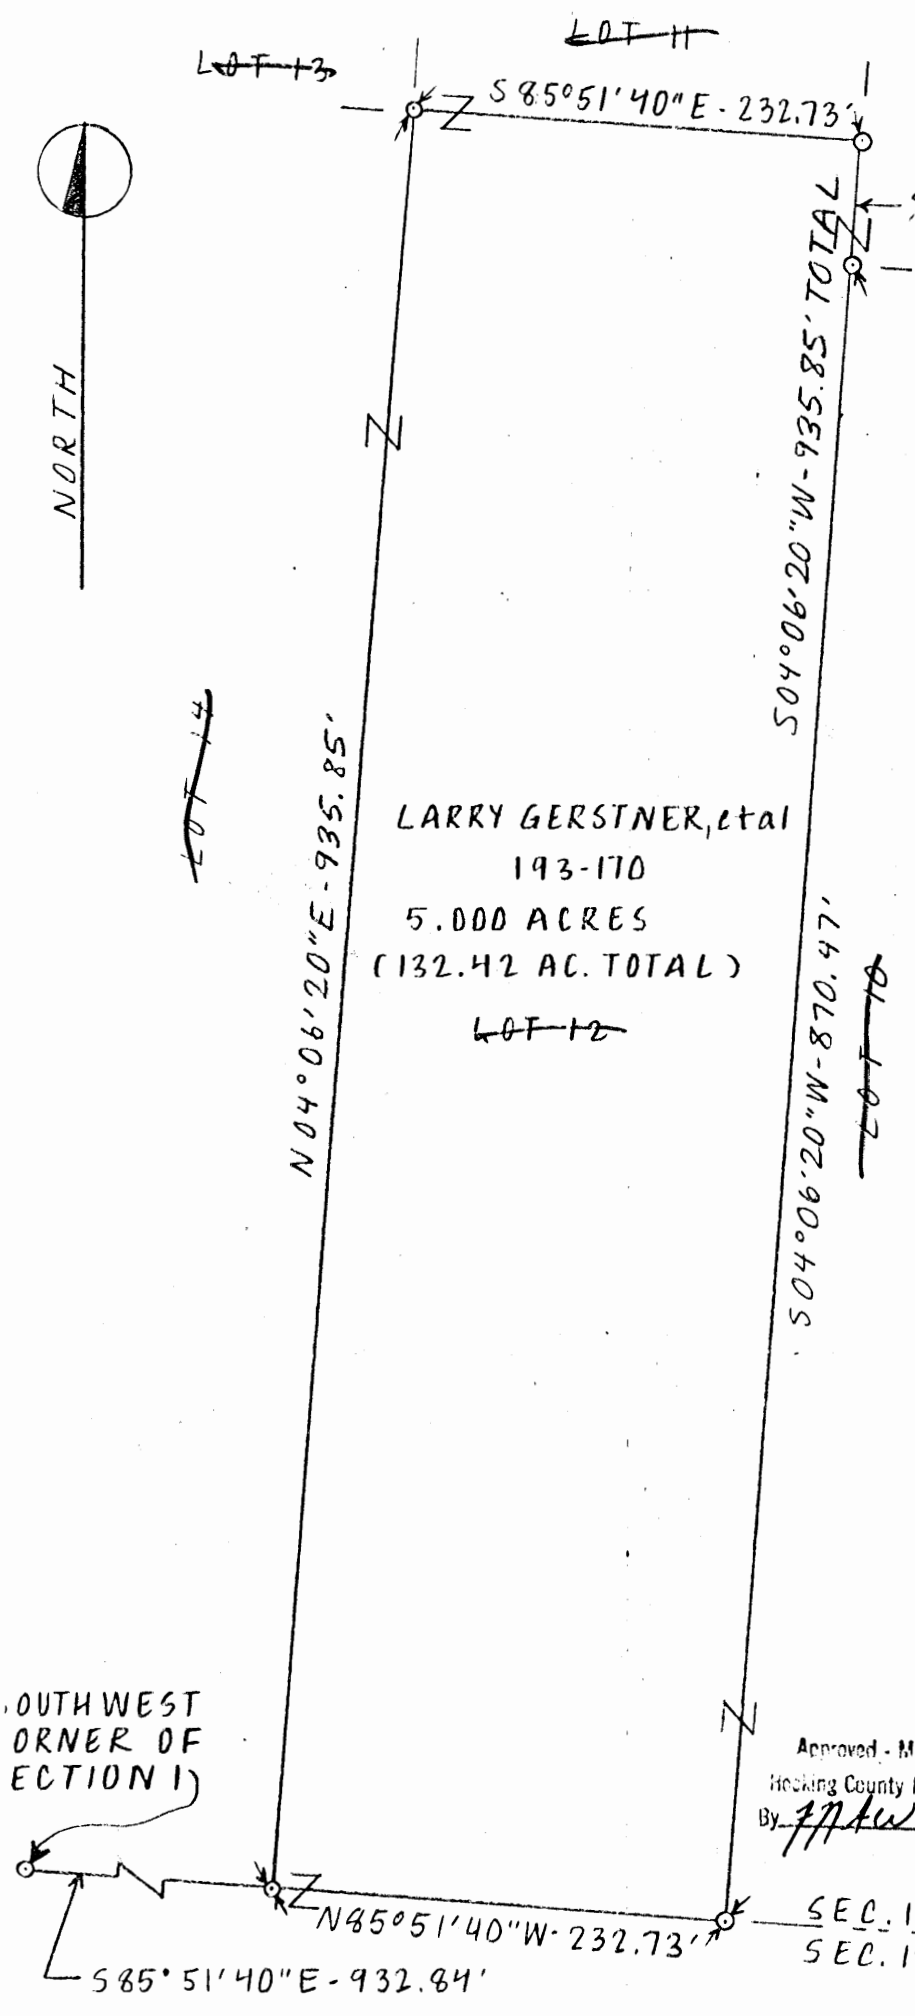 LOT 11
LOT 13
S 85°51'40"E - 232.73'
NORTH
S04°06'20"W - 935.85' TOTAL
LOT 14
N04°06'20"E - 935.85'
LARRY GERSTNER, etal
193-170
5.000 ACRES
(132.42 AC. TOTAL)
LOT 12
S04°06'20"W - 870.47'
LOT 10
OUTHWEST
ORNER OF
ECTION 1
Approved - M
Hocking County
By
N85°51'40"W - 232.73'
SEC. 1
SEC. 1
S85°51'40"E - 932.84'